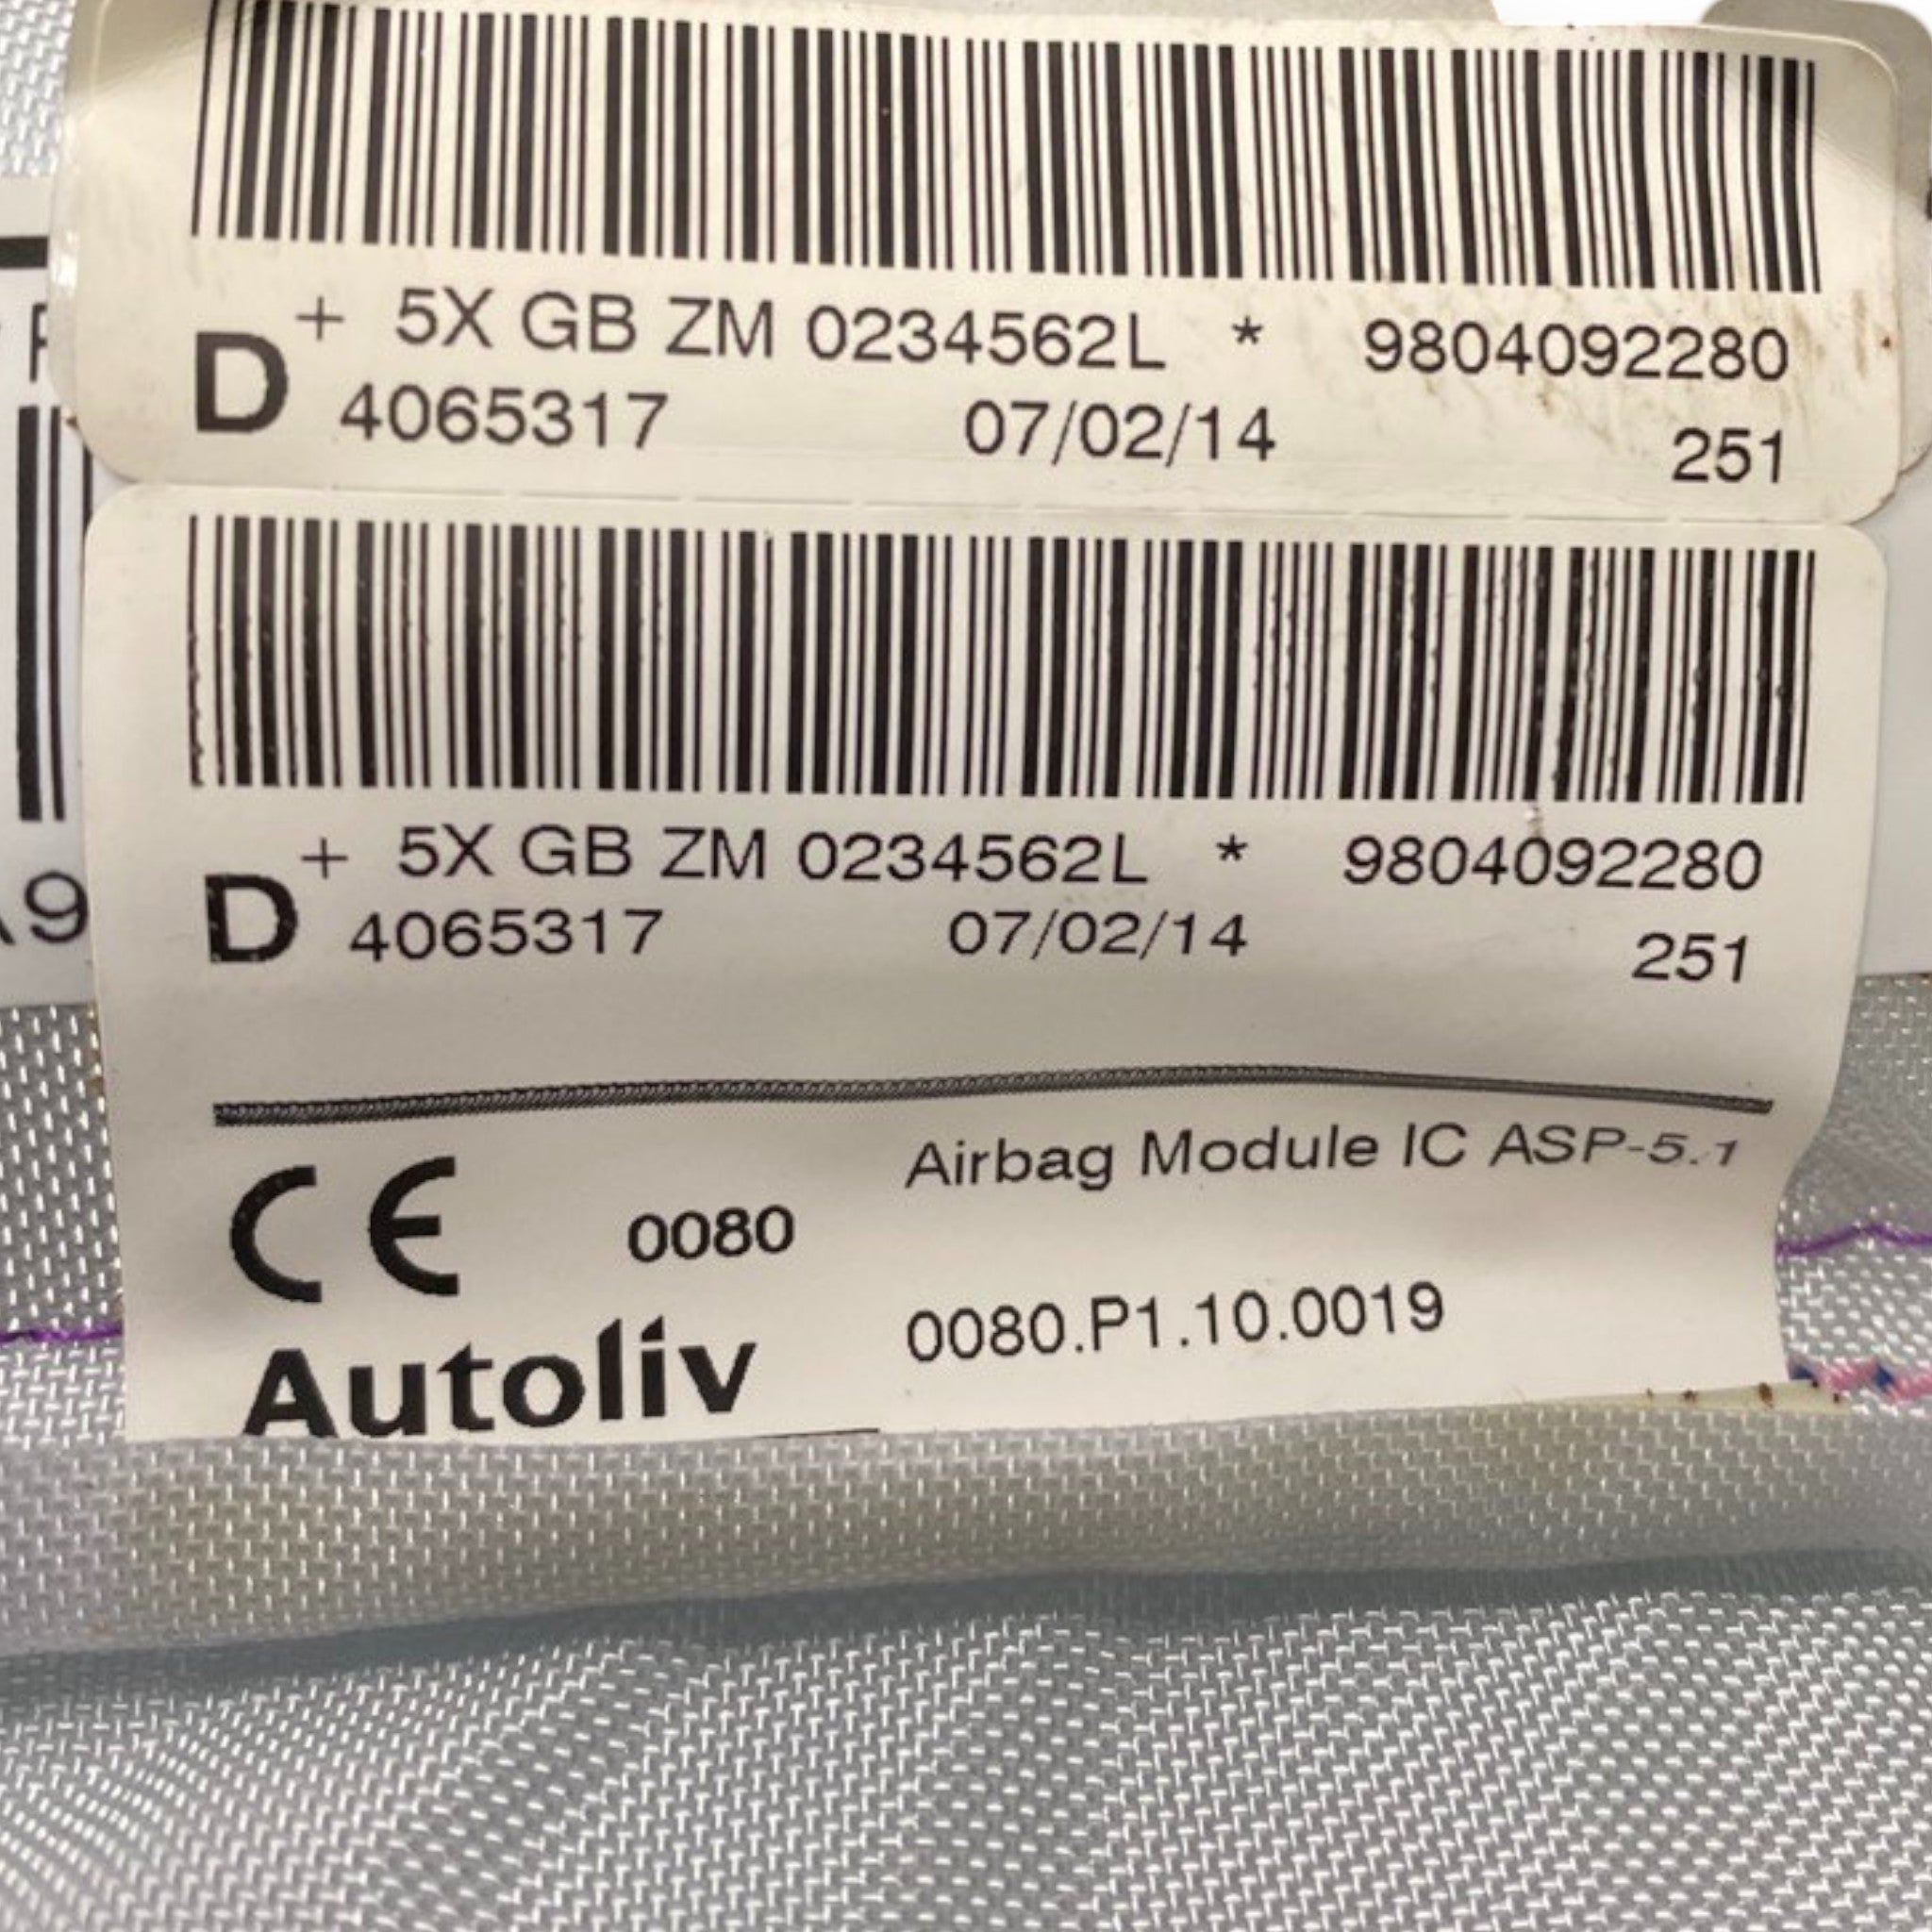 + 5X GB ZM 0234562L * 9804092280
D 4065317 07/02/14 251
+ 5X GB ZM 0234562L * 9804092280
D 4065317 07/02/14 251
CE 0080 Airbag Module IC ASP-5.1
Autoliv 0080.P1.10.0019